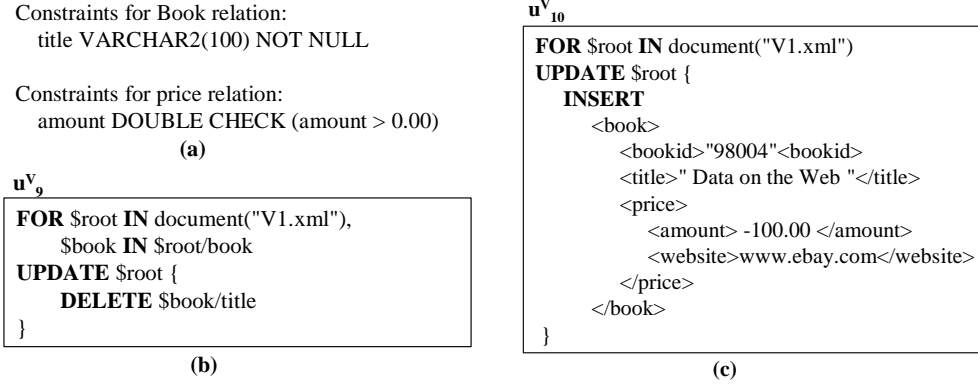 Constraints for Book relation:
title VARCHAR2(100) NOT NULL
Constraints for price relation:
amount DOUBLE CHECK (amount > 0.00)
(a)
u^V_9
FOR $root IN document("V1.xml"),
$book IN $root/book
UPDATE $root {
DELETE $book/title
}
(b)
u^V_10
FOR $root IN document("V1.xml")
UPDATE $root {
INSERT
<book>
<bookid>"98004"<bookid>
<title>" Data on the Web "</title>
<price>
<amount> -100.00 </amount>
<website>www.ebay.com</website>
</price>
</book>
}
(c)